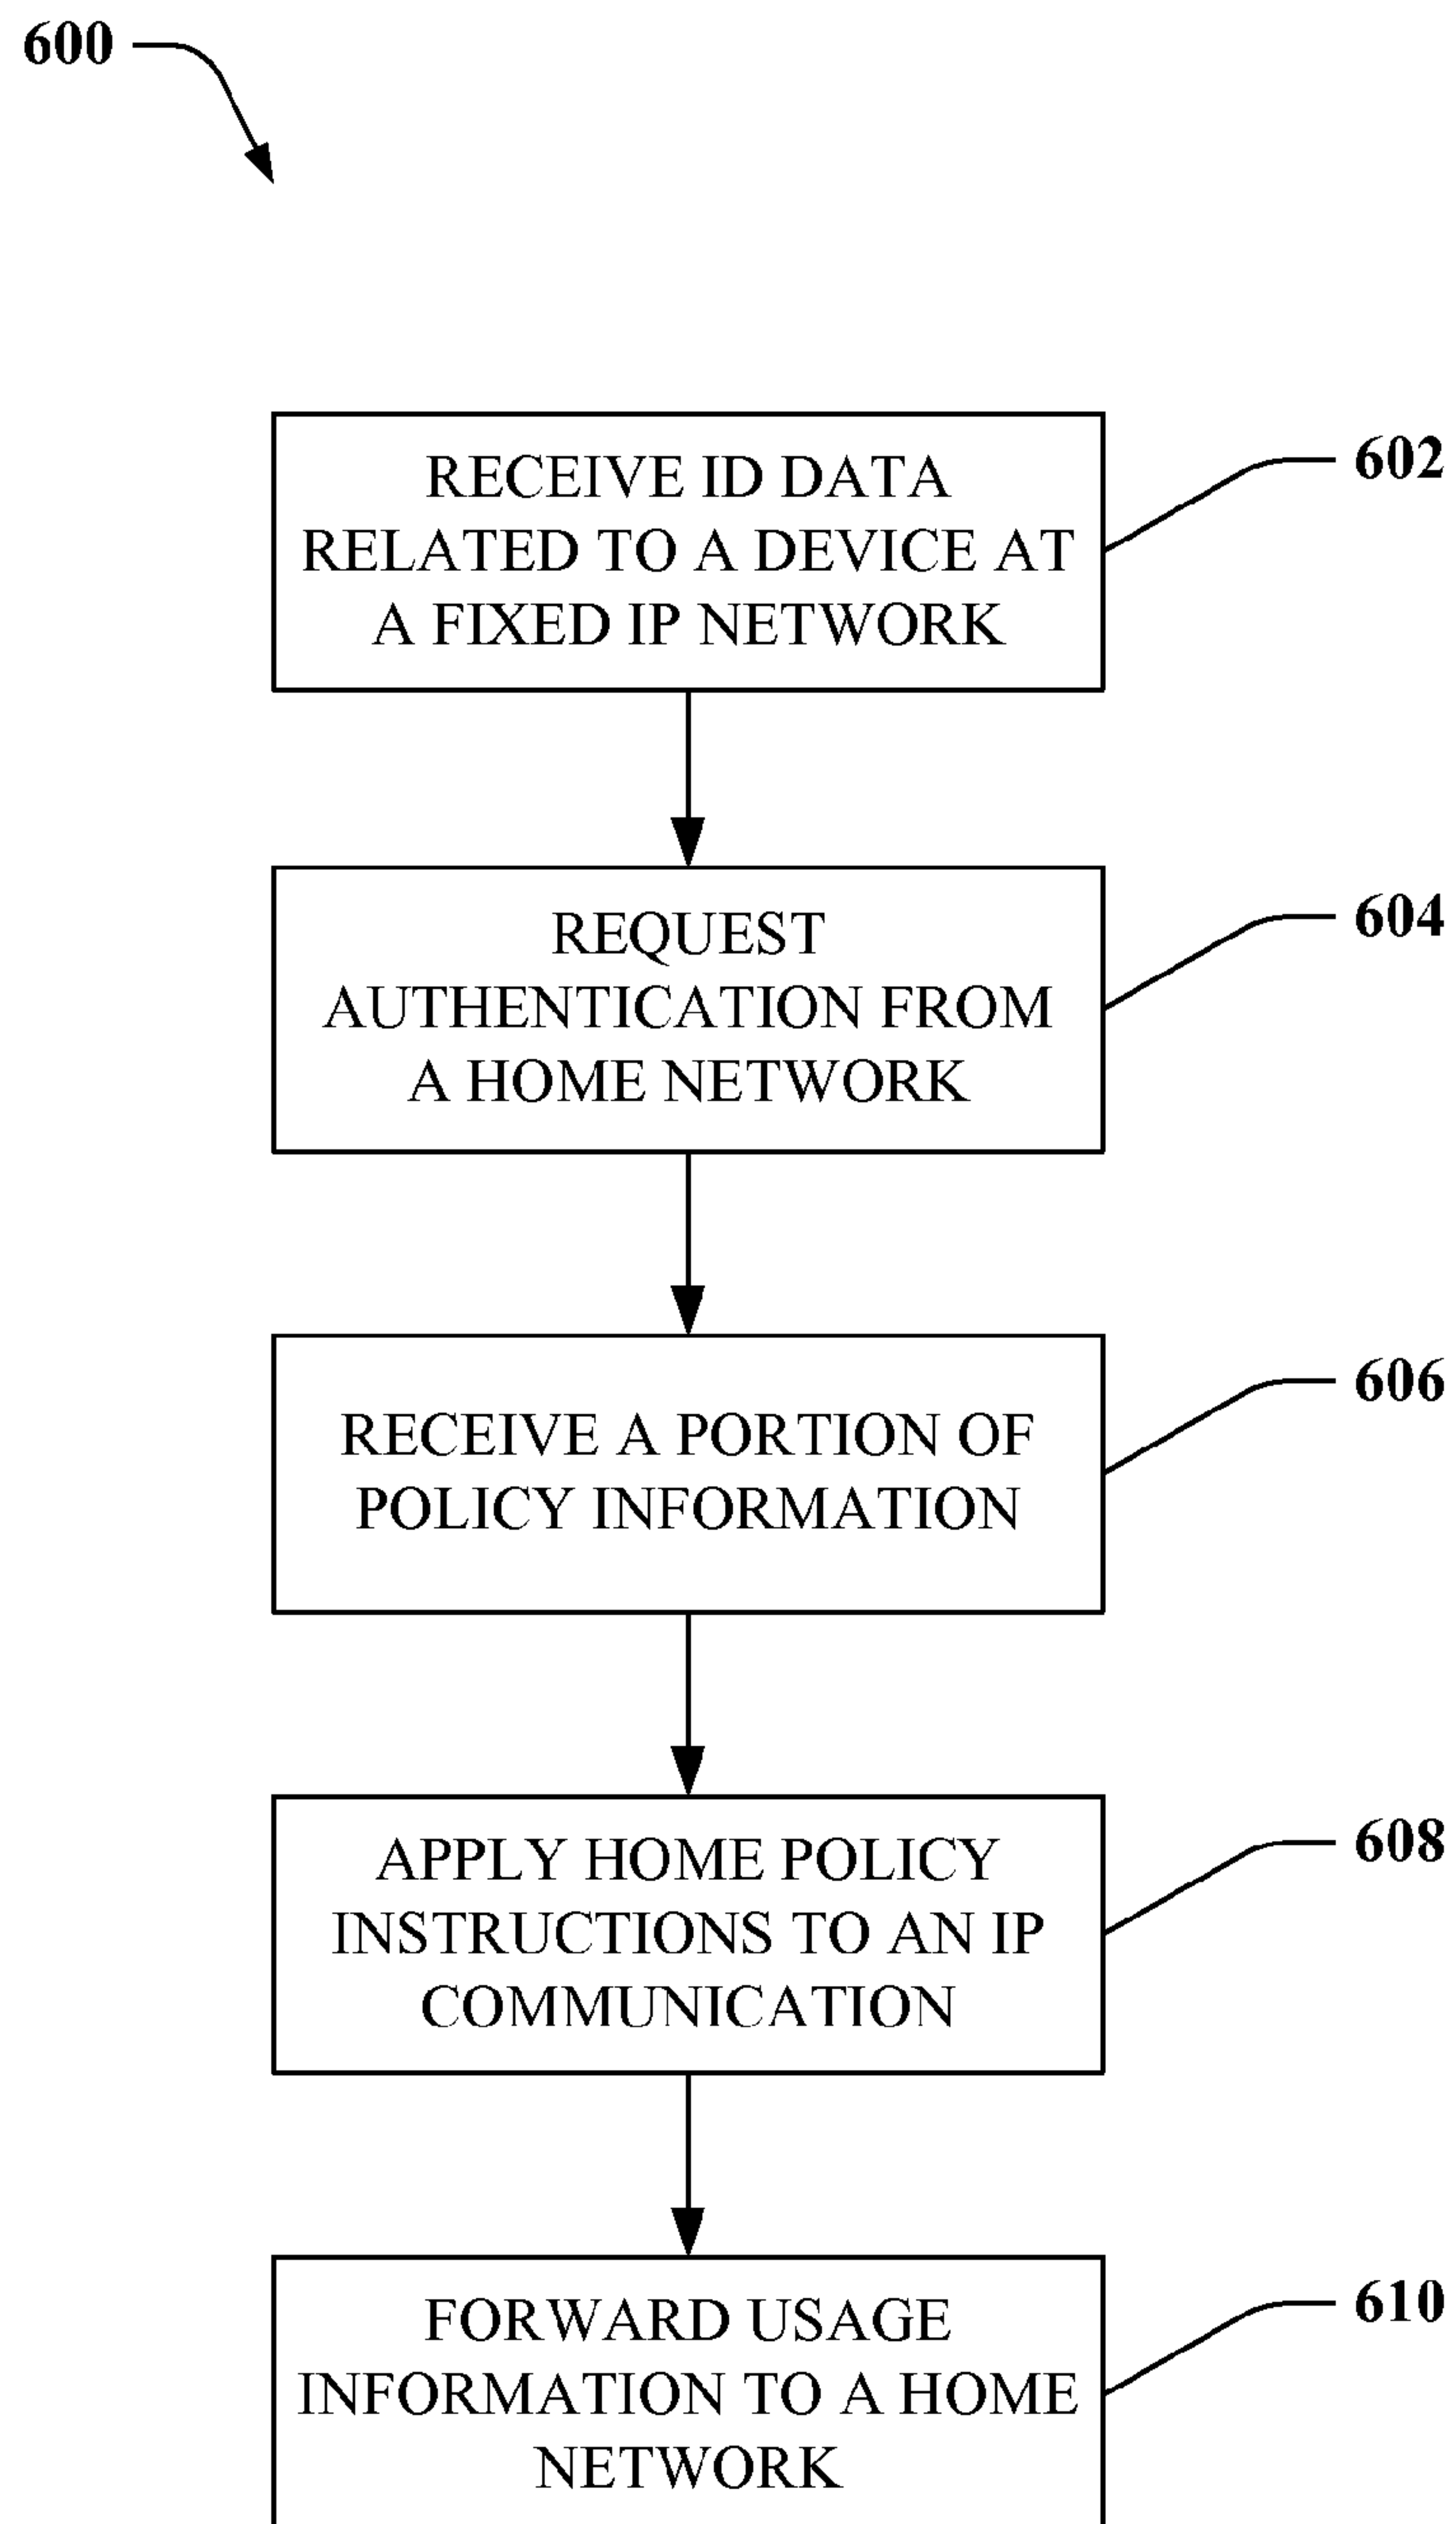 600
RECEIVE ID DATA
RELATED TO A DEVICE AT
A FIXED IP NETWORK
602
REQUEST
AUTHENTICATION FROM
A HOME NETWORK
604
RECEIVE A PORTION OF
POLICY INFORMATION
606
APPLY HOME POLICY
INSTRUCTIONS TO AN IP
COMMUNICATION
608
FORWARD USAGE
INFORMATION TO A HOME
NETWORK
610